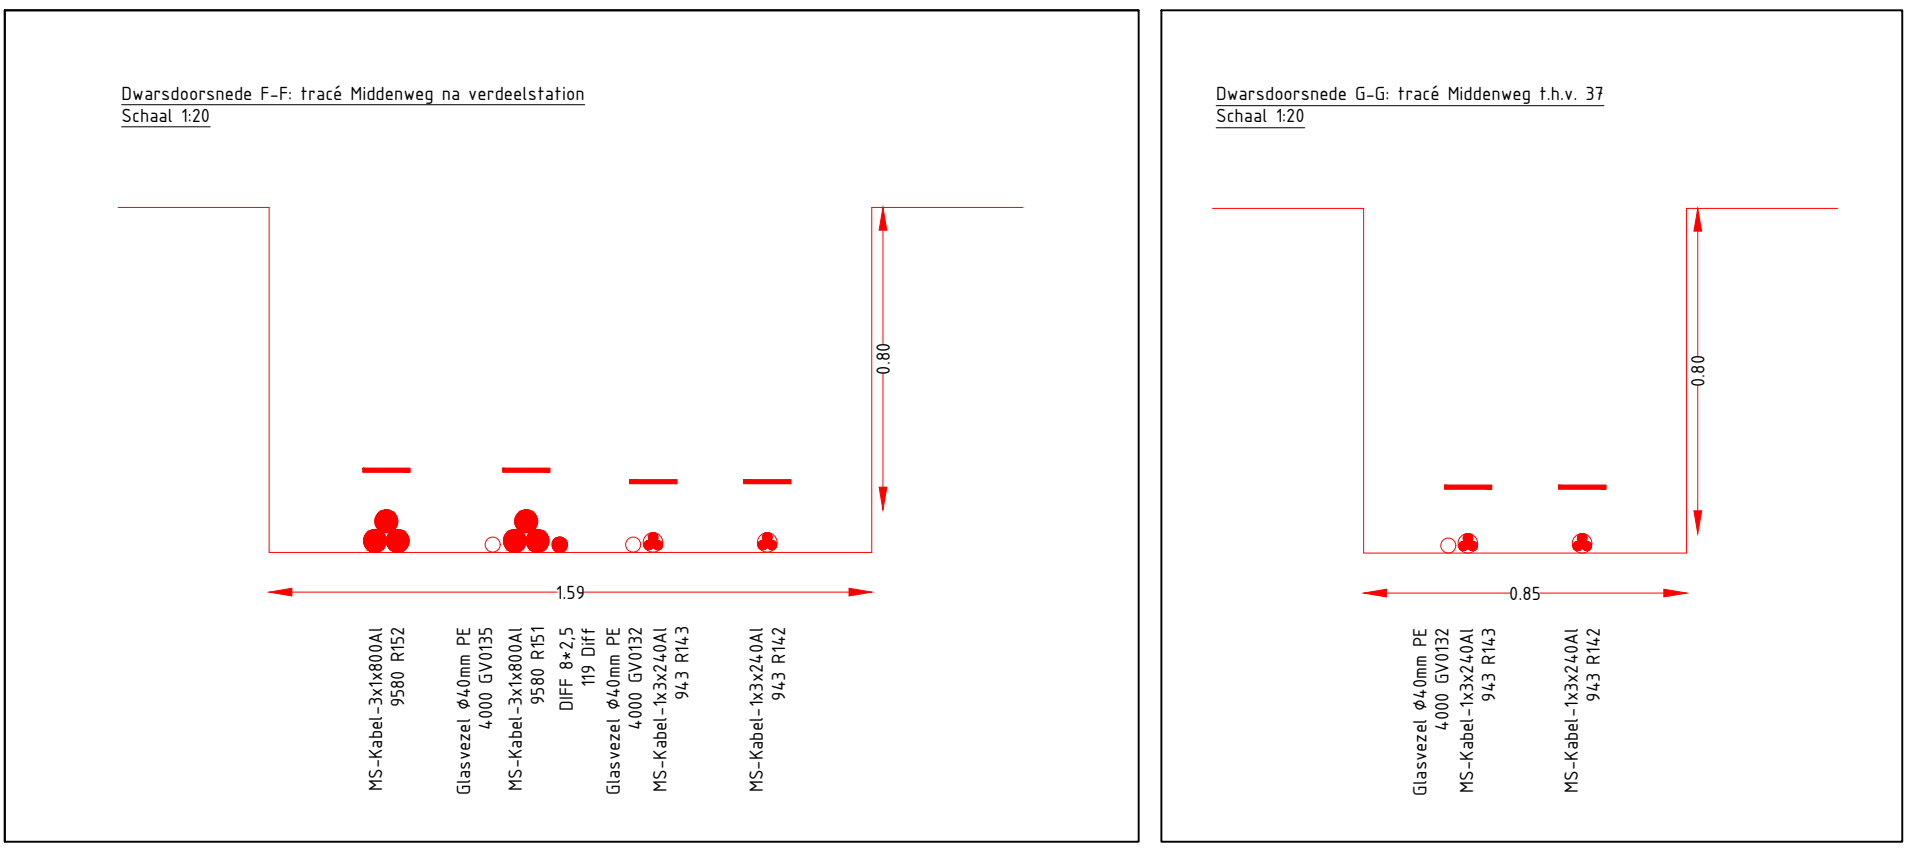 Dwarsdoorsnede F-F: tracé Middenweg na verdeelstation
Schaal 1:20
0.80
1.59
MS-Kabel-3x1x800Al
9580 R152
Glasvezel ϕ40mm PE
4000 GV0135
MS-Kabel-3x1x800Al
9580 R151
DIFF 8*2,5
119 Diff
Glasvezel ϕ40mm PE
4000 GV0132
MS-Kabel-1x3x240Al
943 R143
MS-Kabel-1x3x240Al
943 R142
Dwarsdoorsnede G-G: tracé Middenweg t.h.v. 37
Schaal 1:20
0.80
0.85
Glasvezel ϕ40mm PE
4000 GV0132
MS-Kabel-1x3x240Al
943 R143
MS-Kabel-1x3x240Al
943 R142